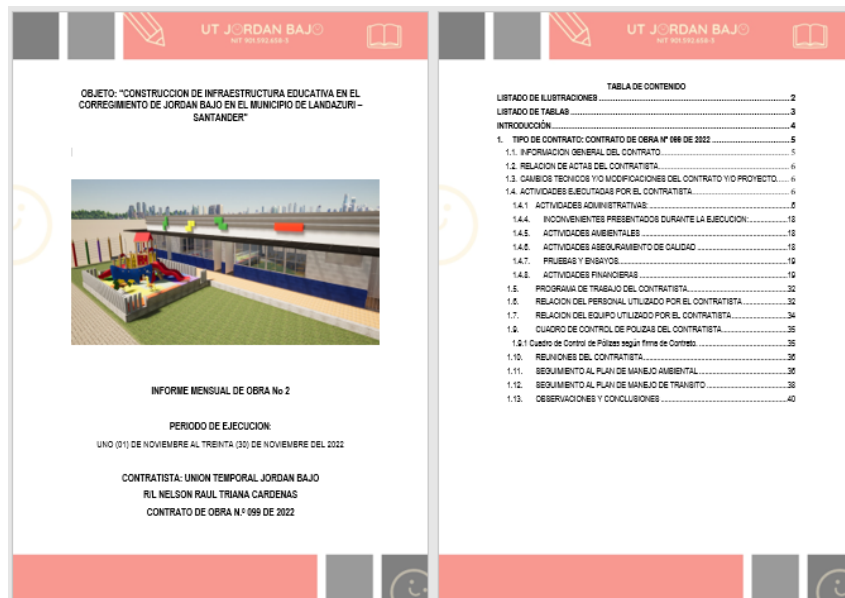 UT JORDAN BAJO
NIT 901.592.658-5
OBJETO: "CONSTRUCCION DE INFRAESTRUCTURA EDUCATIVA EN EL
CORREGIMIENTO DE JORDAN BAJO EN EL MUNICIPIO DE LANDAZURI –
SANTANDER"
INFORME MENSUAL DE OBRA No 2
PERIODO DE EJECUCION:
UNO (01) DE NOVIEMBRE AL TREINTA (30) DE NOVIEMBRE DEL 2022
CONTRATISTA: UNION TEMPORAL JORDAN BAJO
R/L NELSON RAUL TRIANA CARDENAS
CONTRATO DE OBRA N.º 099 DE 2022
UT JORDAN BAJO
NIT 901.592.658-5
TABLA DE CONTENIDO
LISTADO DE ILUSTRACIONES 2
LISTADO DE TABLAS 3
INTRODUCCIÓN 4
1. TIPO DE CONTRATO: CONTRATO DE OBRA Nº 099 DE 2022 5
1.1. INFORMACION GENERAL DEL CONTRATO 5
1.2. RELACION DE ACTAS DEL CONTRATISTA 6
1.3. CAMBIOS TECNICOS Y/O MODIFICACIONES DEL CONTRATO Y/O PROYECTO 6
1.4. ACTIVIDADES EJECUTADAS POR EL CONTRATISTA 6
1.4.1 ACTIVIDADES ADMINISTRATIVAS: 6
1.4.4. INCONVENIENTES PRESENTADOS DURANTE LA EJECUCION: 18
1.4.5. ACTIVIDADES AMBIENTALES 18
1.4.6. ACTIVIDADES ASEGURAMIENTO DE CALIDAD 18
1.4.7. PRUEBAS Y ENSAYOS 19
1.4.8. ACTIVIDADES FINANCIERAS 19
1.5. PROGRAMA DE TRABAJO DEL CONTRATISTA 32
1.6. RELACION DEL PERSONAL UTILIZADO POR EL CONTRATISTA 32
1.7. RELACION DEL EQUIPO UTILIZADO POR EL CONTRATISTA 34
1.9. CUADRO DE CONTROL DE POLIZAS DEL CONTRATISTA 35
1.9.1 Cuadro de Control de Pólizas según firma de Contrato. 35
1.10. REUNIONES DEL CONTRATISTA 36
1.11. SEGUIMIENTO AL PLAN DE MANEJO AMBIENTAL 36
1.12. SEGUIMIENTO AL PLAN DE MANEJO DE TRANSITO 38
1.13. OBSERVACIONES Y CONCLUSIONES 40